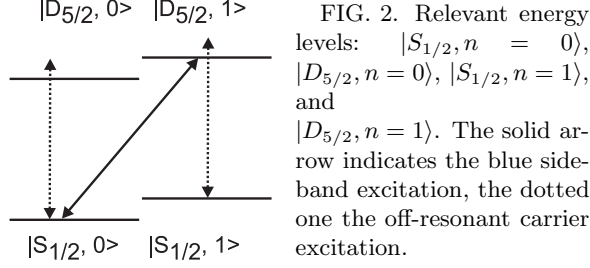 |D5/2, 0> |D5/2, 1>
|S1/2, 0> |S1/2, 1>
FIG. 2. Relevant energy
levels: |S1/2, n = 0⟩,
|D5/2, n = 0⟩, |S1/2, n = 1⟩,
and
|D5/2, n = 1⟩. The solid ar-
row indicates the blue side-
band excitation, the dotted
one the off-resonant carrier
excitation.